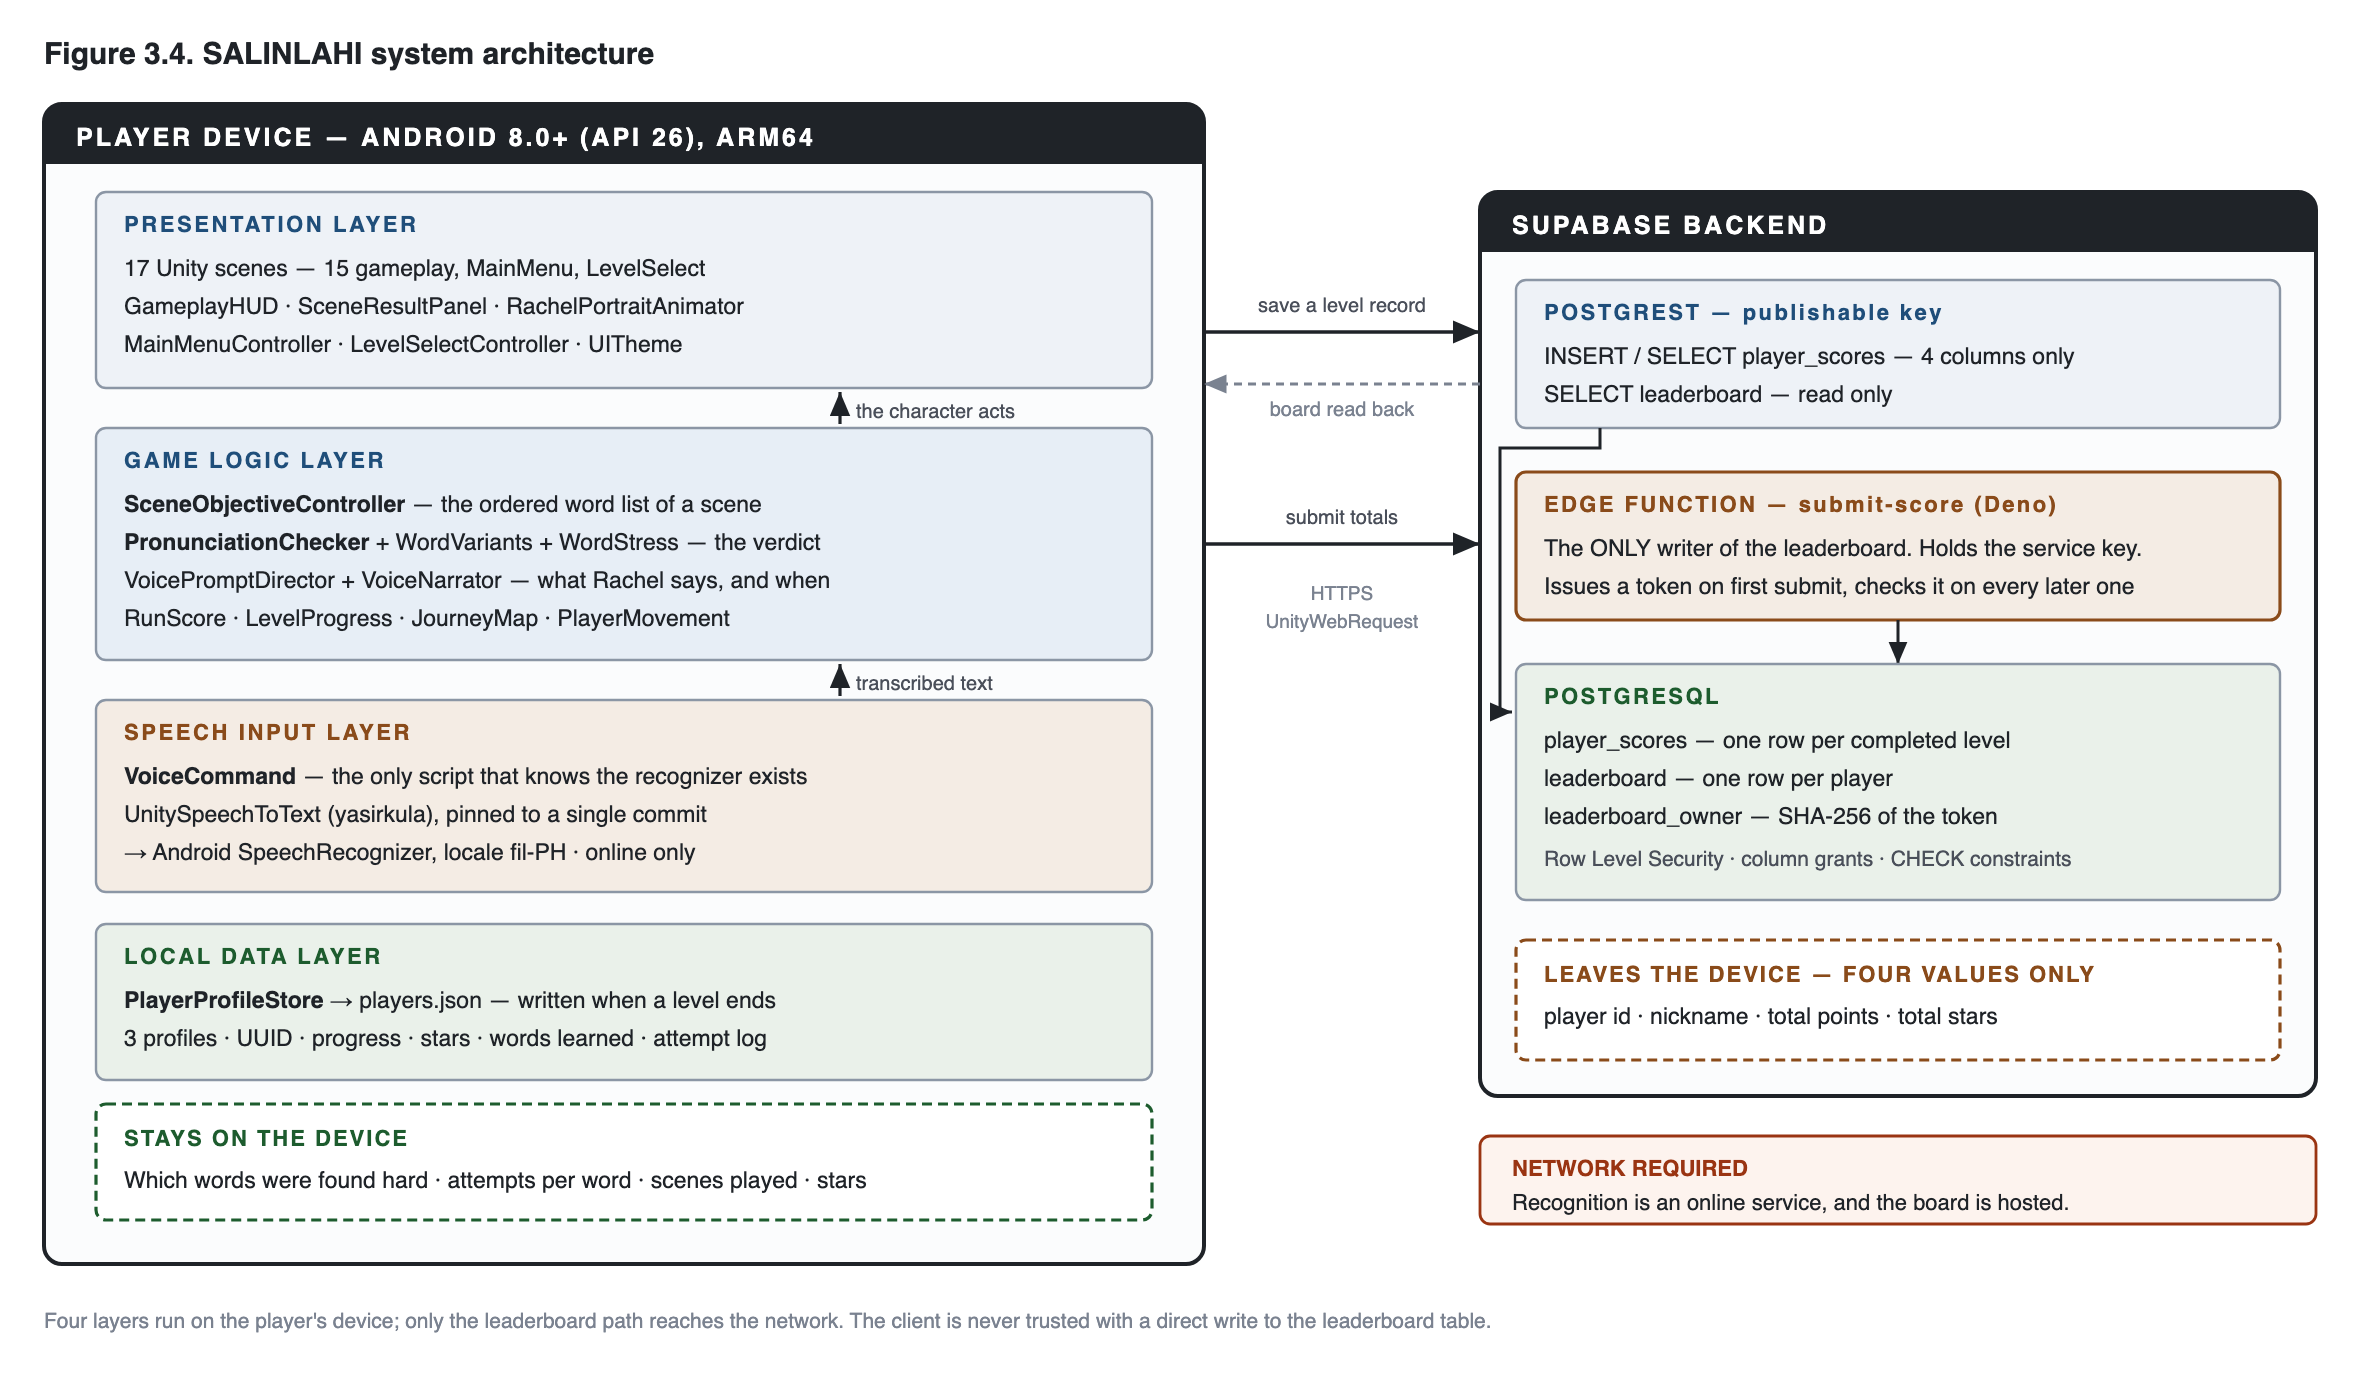 Figure 3.4. SALINLAHI system architecture
PLAYER DEVICE — ANDROID 8.0+ (API 26), ARM64
PRESENTATION LAYER
17 Unity scenes — 15 gameplay, MainMenu, LevelSelect
GameplayHUD · SceneResultPanel · RachelPortraitAnimator
MainMenuController · LevelSelectController · UITheme
the character acts
GAME LOGIC LAYER
SceneObjectiveController — the ordered word list of a scene
PronunciationChecker + WordVariants + WordStress — the verdict
VoicePromptDirector + VoiceNarrator — what Rachel says, and when
RunScore · LevelProgress · JourneyMap · PlayerMovement
transcribed text
SPEECH INPUT LAYER
VoiceCommand — the only script that knows the recognizer exists
UnitySpeechToText (yasirkula), pinned to a single commit
→ Android SpeechRecognizer, locale fil-PH · online only
LOCAL DATA LAYER
PlayerProfileStore → players.json — written when a level ends
3 profiles · UUID · progress · stars · words learned · attempt log
STAYS ON THE DEVICE
Which words were found hard · attempts per word · scenes played · stars
save a level record
board read back
submit totals
HTTPS
UnityWebRequest
SUPABASE BACKEND
POSTGREST — publishable key
INSERT / SELECT player_scores — 4 columns only
SELECT leaderboard — read only
EDGE FUNCTION — submit-score (Deno)
The ONLY writer of the leaderboard. Holds the service key.
Issues a token on first submit, checks it on every later one
POSTGRESQL
player_scores — one row per completed level
leaderboard — one row per player
leaderboard_owner — SHA-256 of the token
Row Level Security · column grants · CHECK constraints
LEAVES THE DEVICE — FOUR VALUES ONLY
player id · nickname · total points · total stars
NETWORK REQUIRED
Recognition is an online service, and the board is hosted.
Four layers run on the player's device; only the leaderboard path reaches the network. The client is never trusted with a direct write to the leaderboard table.